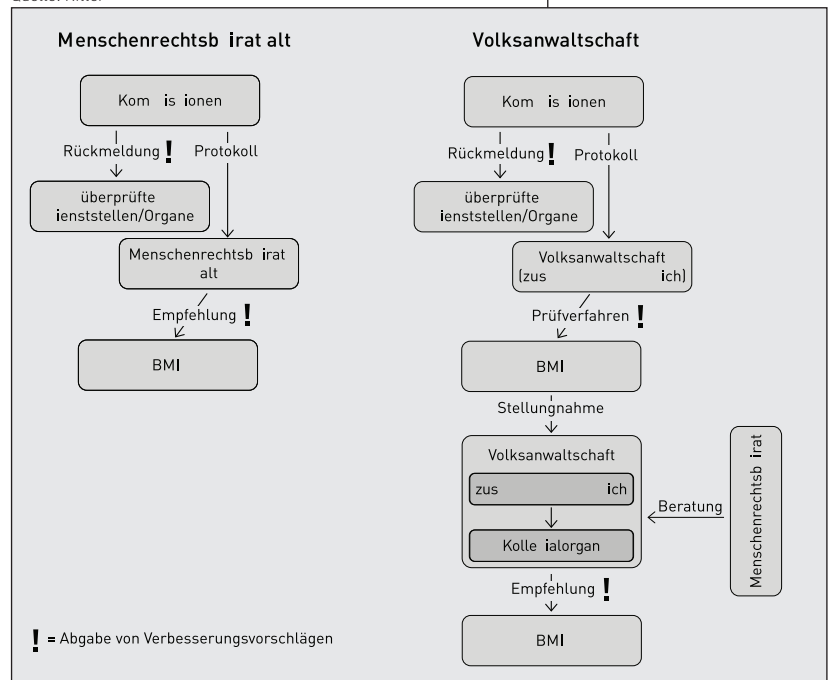 Menschenrechtsb irat alt
Kom is ionen
Rückmeldung !
Protokoll
überprüfte
ienststellen/Organe
Menschenrechtsb irat
alt
Empfehlung !
BMI
! = Abgabe von Verbesserungsvorschlägen
Volksanwaltschaft
Kom is ionen
Rückmeldung !
Protokoll
überprüfte
ienststellen/Organe
Volksanwaltschaft
(zus ich)
Prüfverfahren !
BMI
Stellungnahme
Volksanwaltschaft
zus ich
Kolle ialorgan
Beratung
Menschenrechtsb irat
Empfehlung !
BMI